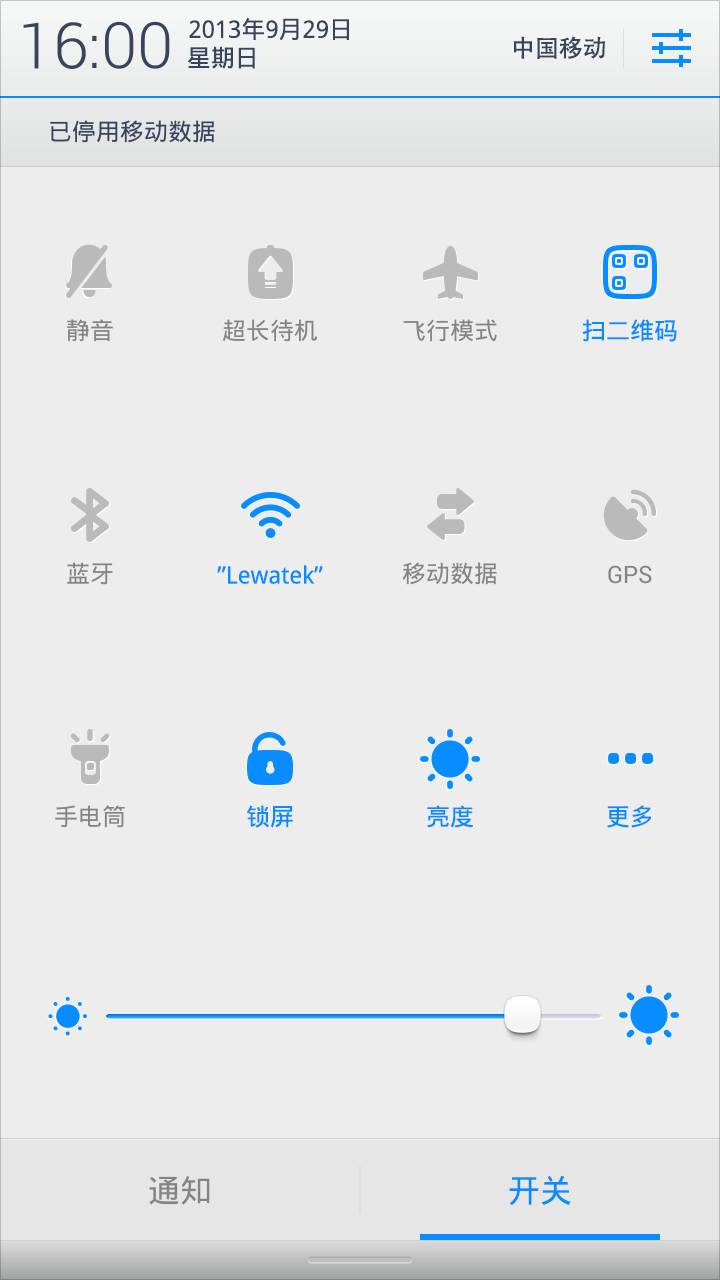 16:00
2013年9月29日
星期日
中国移动
已停用移动数据
静音
超长待机
飞行模式
扫二维码
蓝牙
”Lewatek”
移动数据
GPS
手电筒
锁屏
亮度
更多
通知
开关